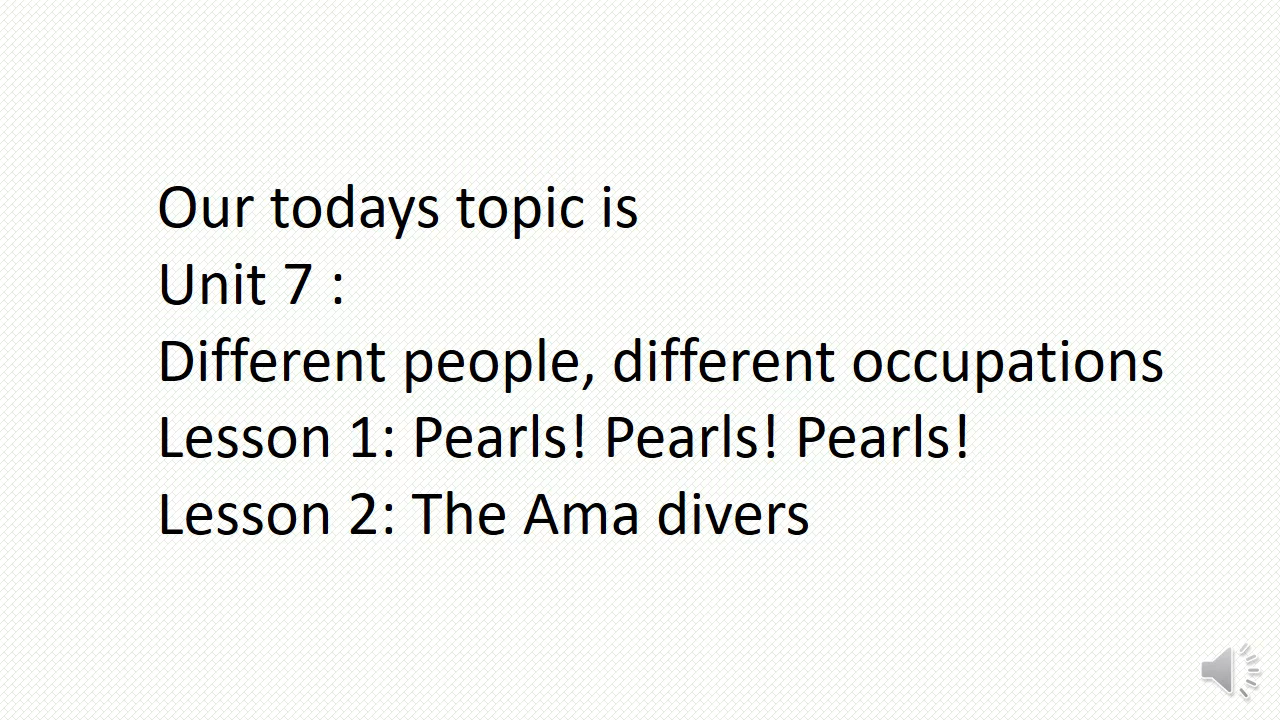 Our todays topic is
Unit 7 :
Different people, different occupations
Lesson 1: Pearls! Pearls! Pearls!
Lesson 2: The Ama divers